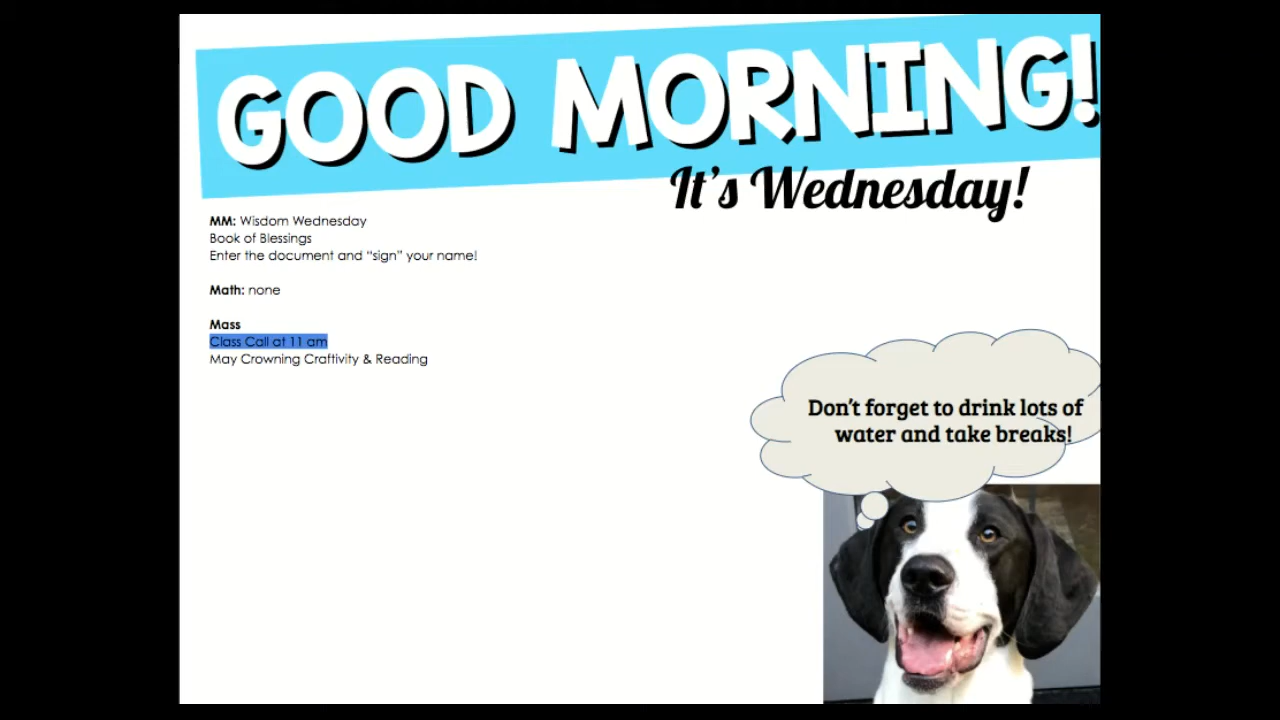 GOOD MORNING!
It's Wednesday!
MM: Wisdom Wednesday
Book of Blessings
Enter the document and “sign” your name!
Math: none
Mass
Class Call at 11 am
May Crowning Craftivity & Reading
Don't forget to drink lots of
water and take breaks!